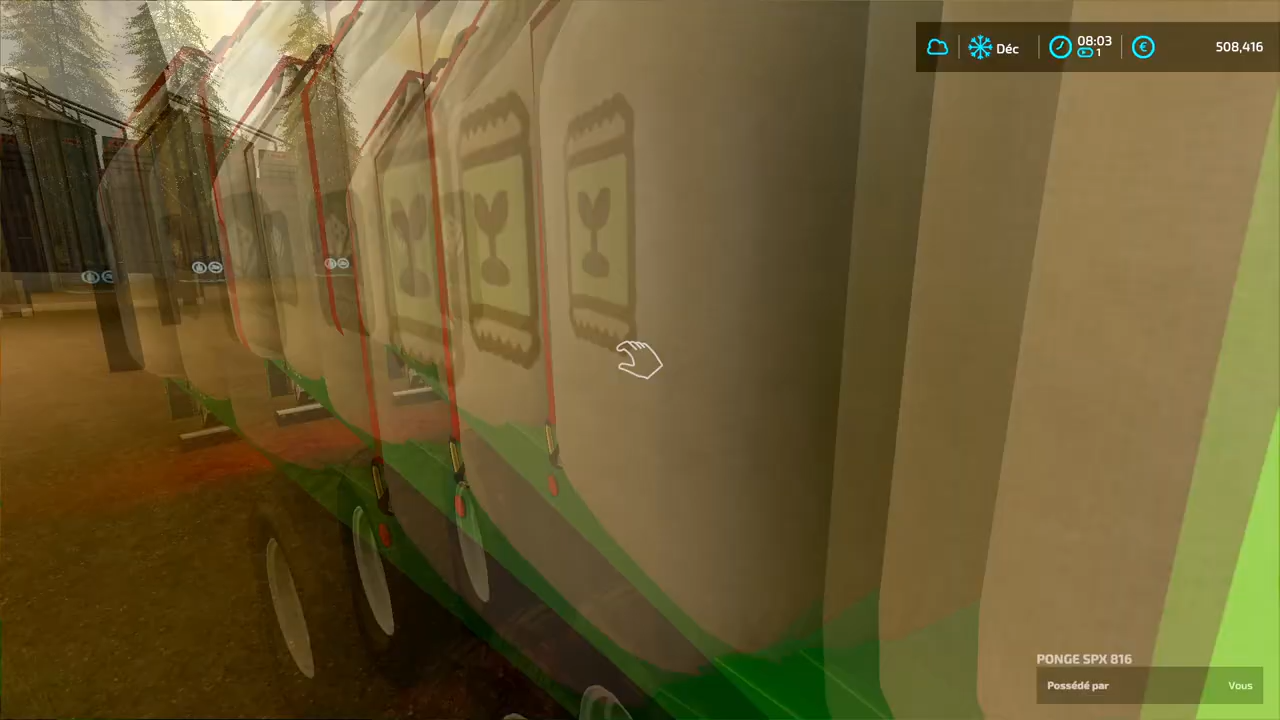 Déc
08:03
1
508,416
PONGE SPX 816
Possédé par Vous